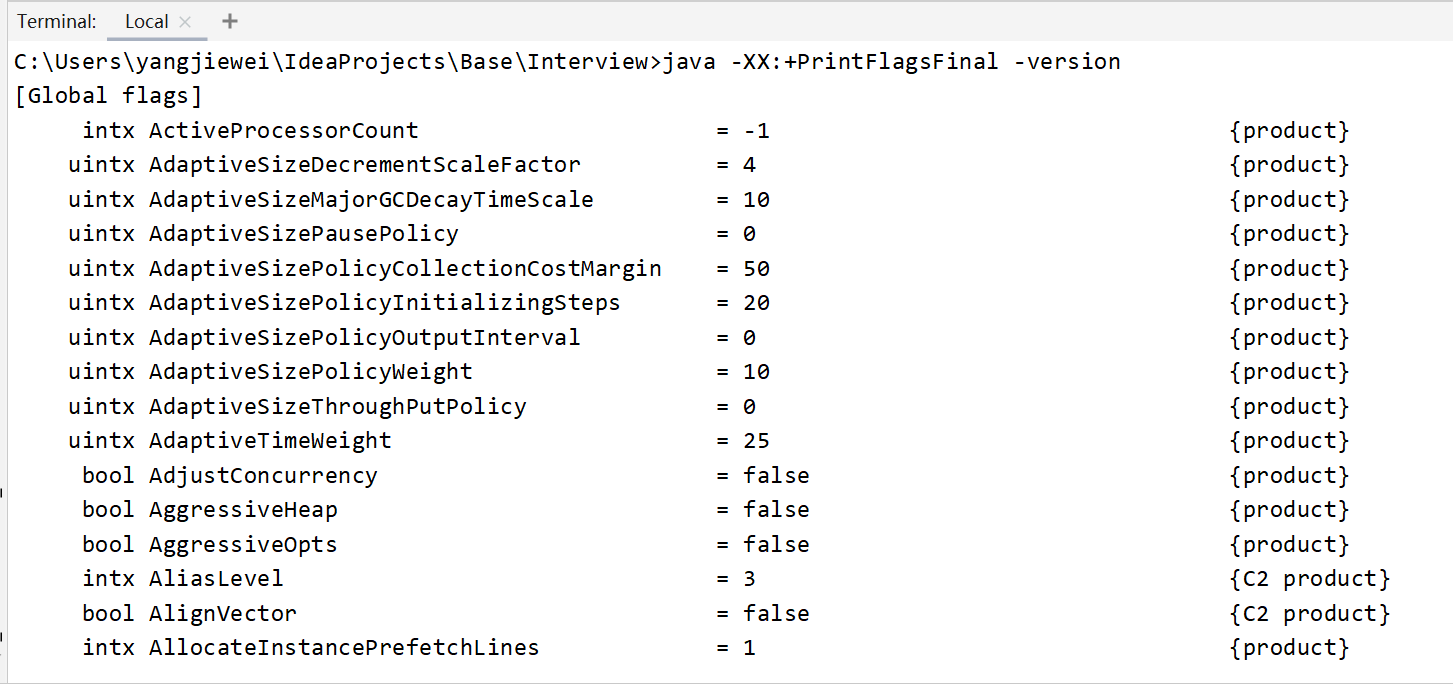 Terminal: Local × +
C:\Users\yangjiewei\IdeaProjects\Base\Interview>java -XX:+PrintFlagsFinal -version
[Global flags]
intx ActiveProcessorCount = -1 {product}
uintx AdaptiveSizeDecrementScaleFactor = 4 {product}
uintx AdaptiveSizeMajorGCDecayTimeScale = 10 {product}
uintx AdaptiveSizePausePolicy = 0 {product}
uintx AdaptiveSizePolicyCollectionCostMargin = 50 {product}
uintx AdaptiveSizePolicyInitializingSteps = 20 {product}
uintx AdaptiveSizePolicyOutputInterval = 0 {product}
uintx AdaptiveSizePolicyWeight = 10 {product}
uintx AdaptiveSizeThroughPutPolicy = 0 {product}
uintx AdaptiveTimeWeight = 25 {product}
bool AdjustConcurrency = false {product}
bool AggressiveHeap = false {product}
bool AggressiveOpts = false {product}
intx AliasLevel = 3 {C2 product}
bool AlignVector = false {C2 product}
intx AllocateInstancePrefetchLines = 1 {product}